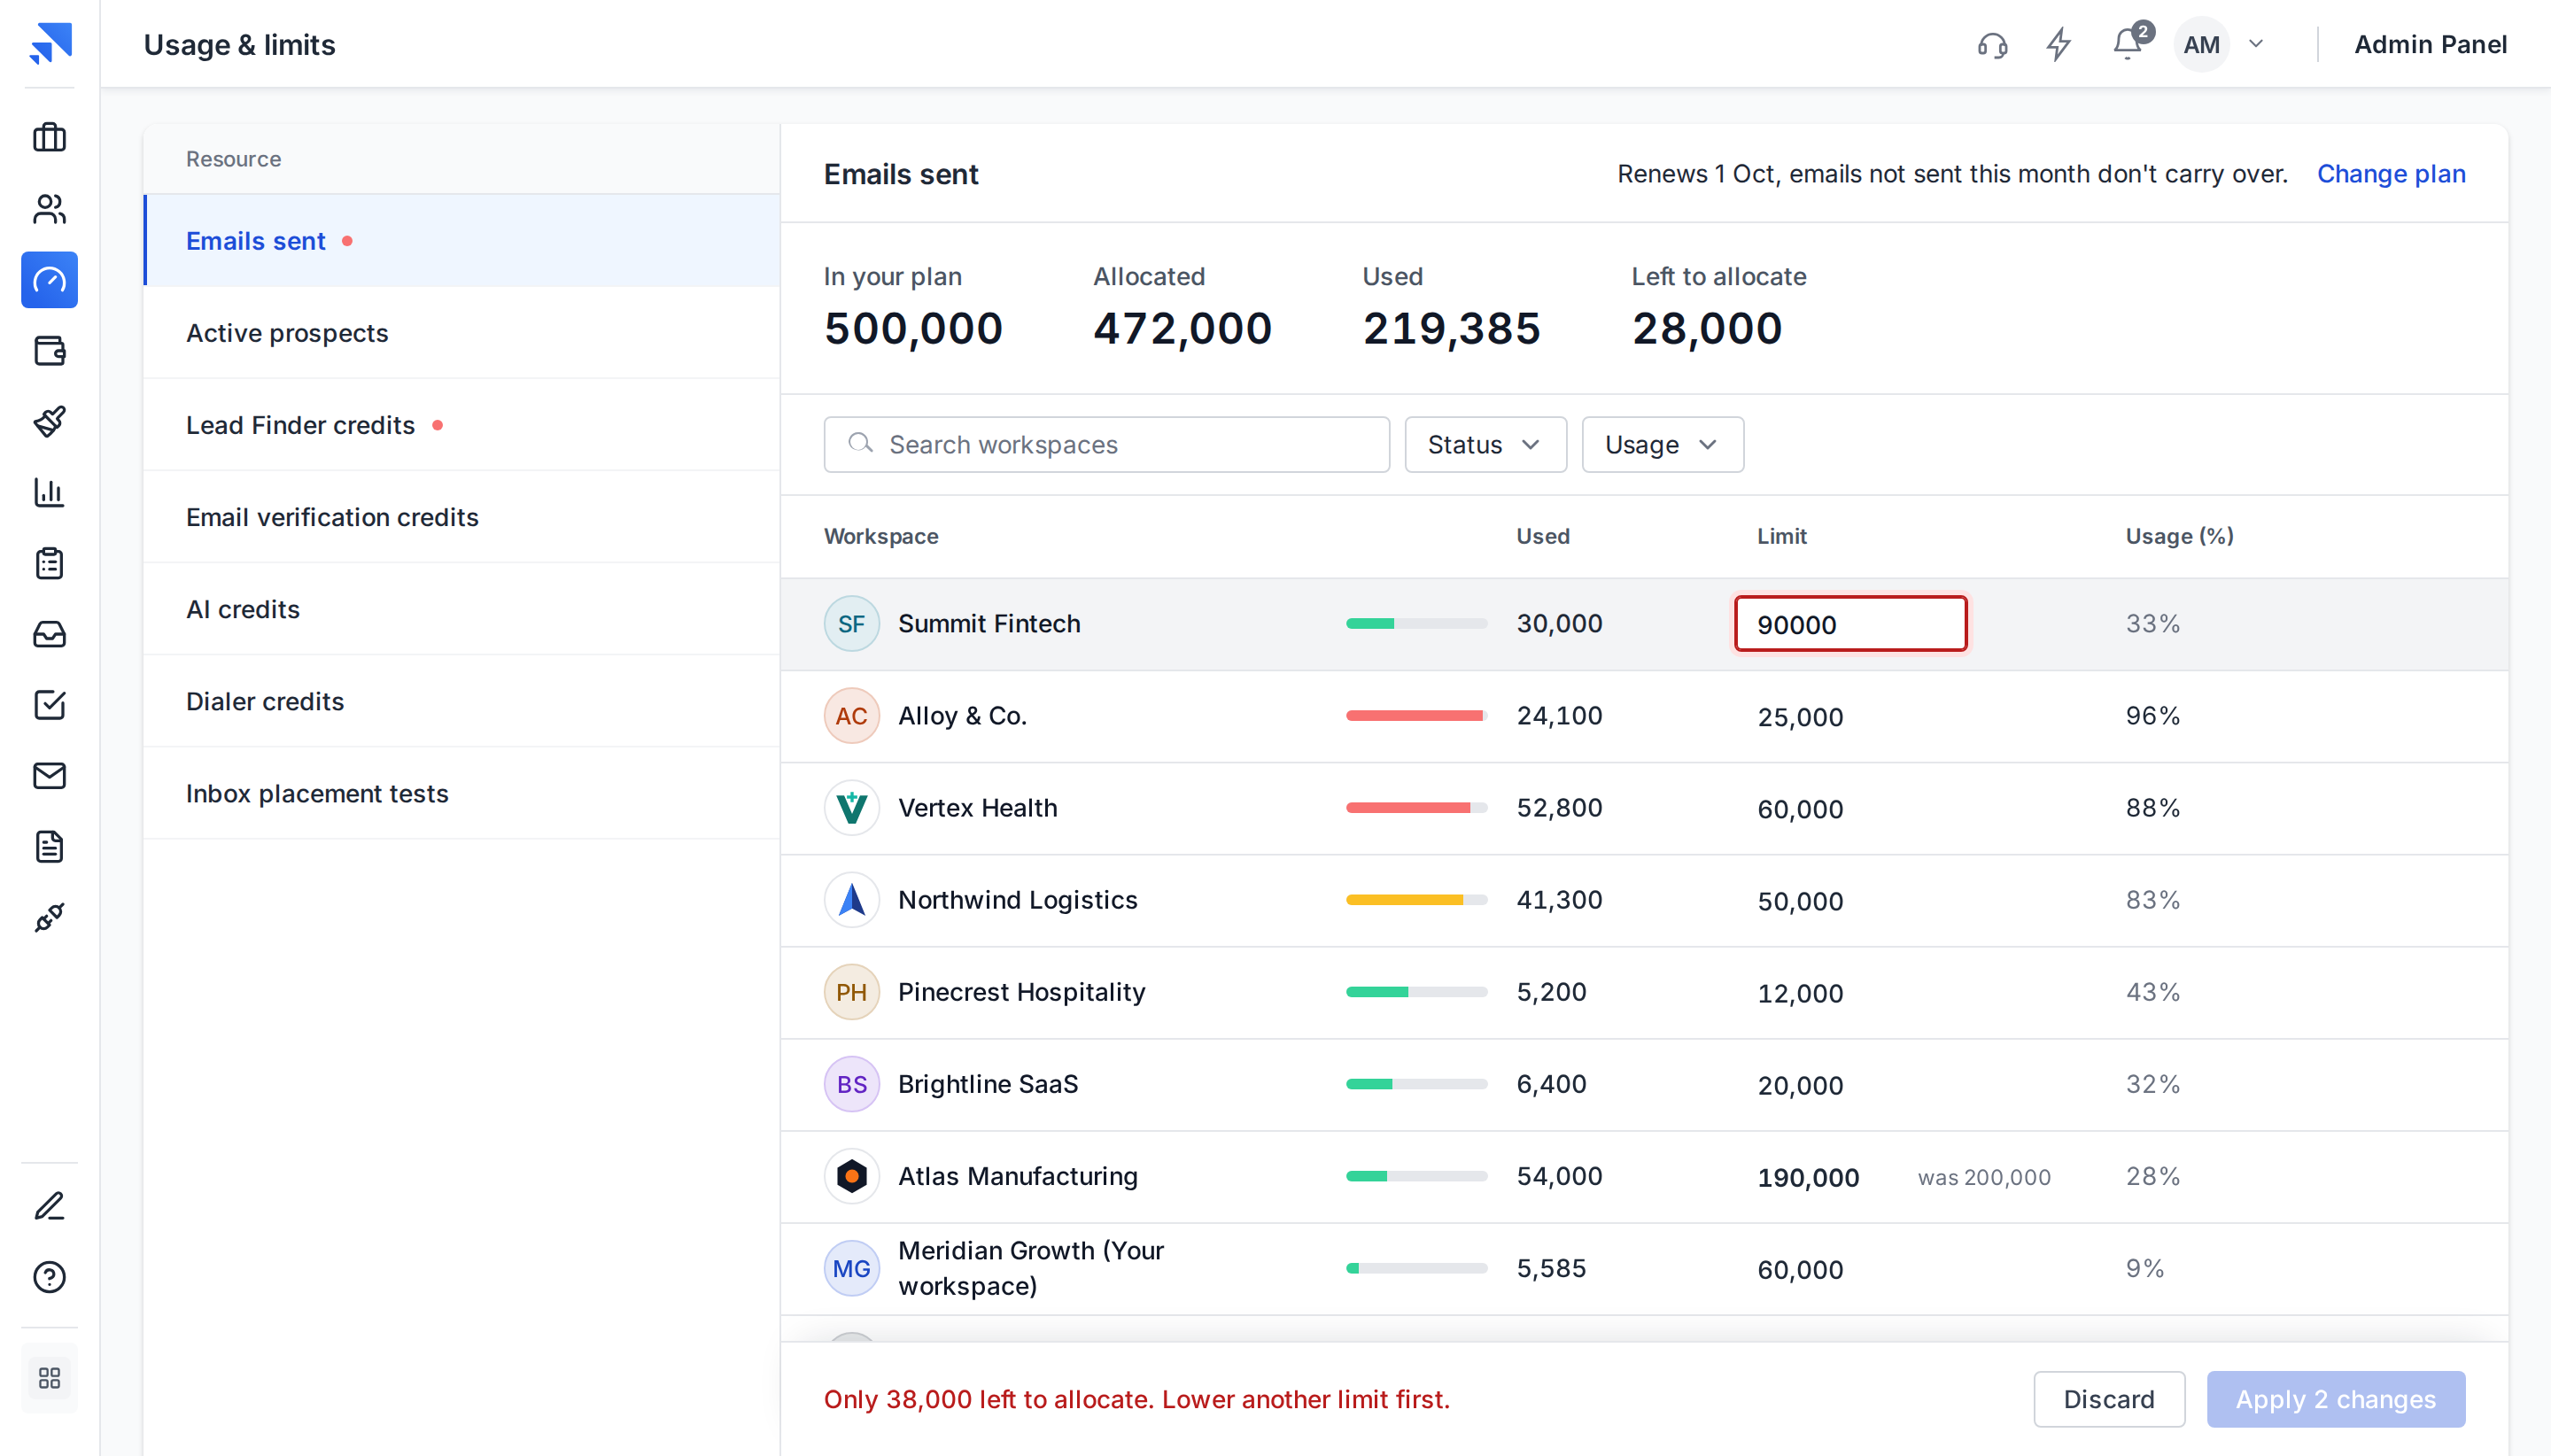 Usage & limits
2
AM
Admin Panel
Resource
Emails sent
Active prospects
Lead Finder credits
Email verification credits
AI credits
Dialer credits
Inbox placement tests
Emails sent
Renews 1 Oct, emails not sent this month don't carry over. Change plan
In your plan Allocated Used Left to allocate
500,000 472,000 219,385 28,000
Search workspaces Status Usage
Workspace Used Limit Usage (%)
SF Summit Fintech 30,000 90000 33%
AC Alloy & Co. 24,100 25,000 96%
Vertex Health 52,800 60,000 88%
Northwind Logistics 41,300 50,000 83%
PH Pinecrest Hospitality 5,200 12,000 43%
BS Brightline SaaS 6,400 20,000 32%
Atlas Manufacturing 54,000 190,000 was 200,000 28%
MG Meridian Growth (Your
workspace) 5,585 60,000 9%
Only 38,000 left to allocate. Lower another limit first.
Discard Apply 2 changes